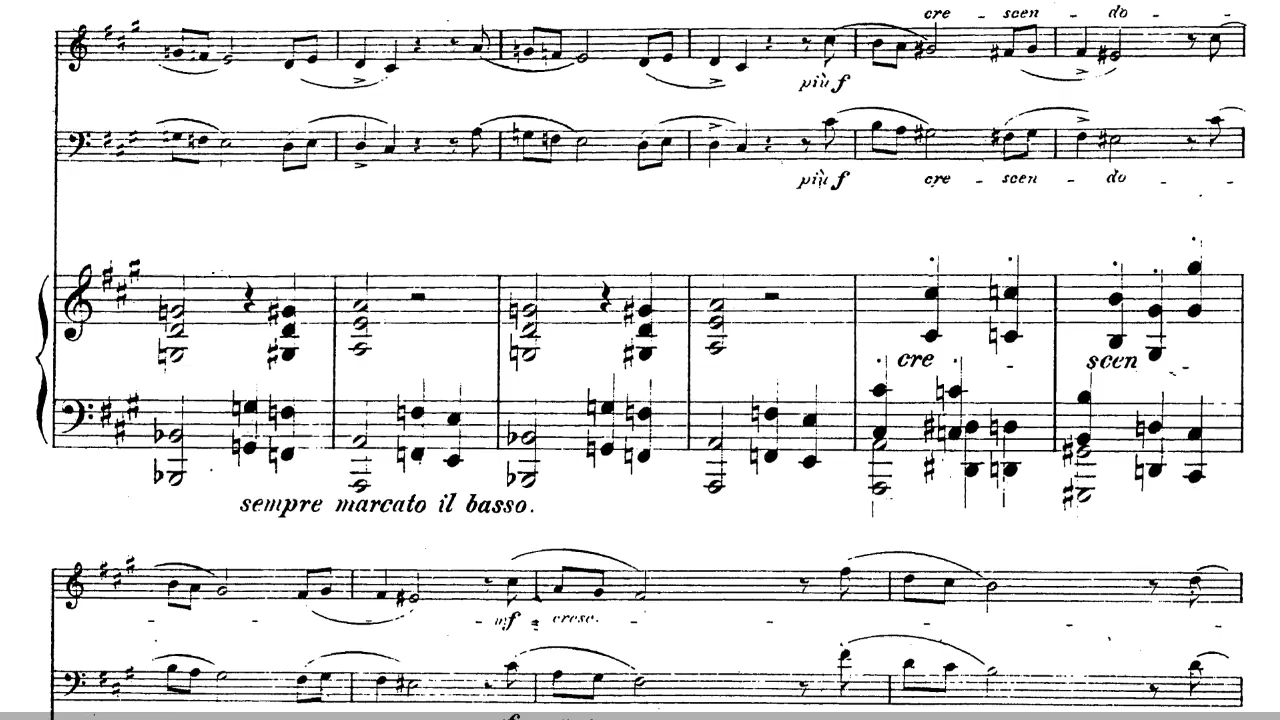 cre - scen - do - -
più f
più f cre - scen - do - -
cre - scen -
sempre marcato il basso.
mf cresc.